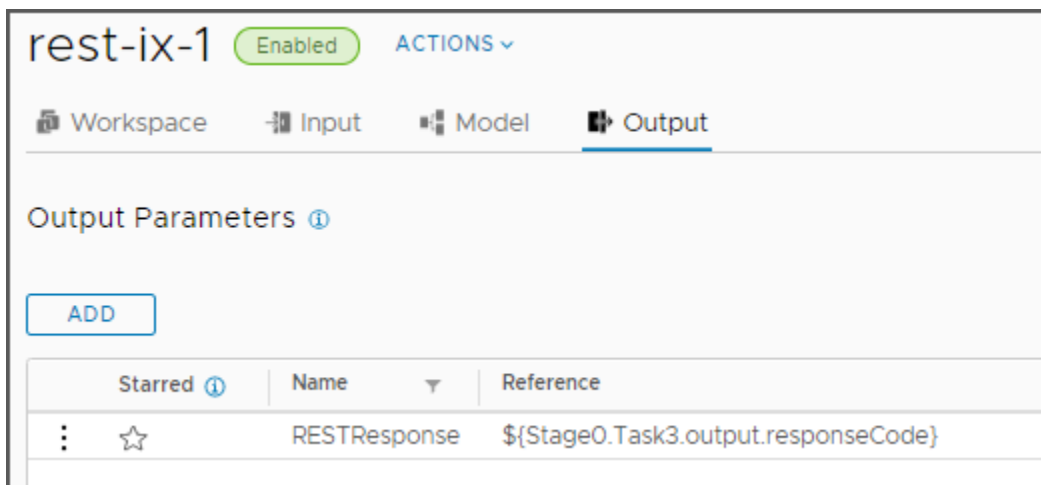 rest-ix-1 Enabled ACTIONS
Workspace Input Model Output
Output Parameters
ADD
Starred Name Reference
RESTResponse ${Stage0.Task3.output.responseCode}